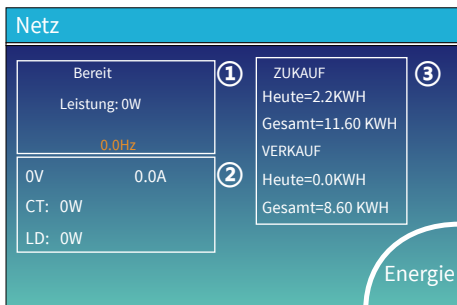 Netz
Bereit
①
Leistung: 0W
0.0Hz
0V 0.0A
②
CT: 0W
LD: 0W
ZUKAUF
③
Heute=2.2KWH
Gesamt=11.60 KWH
VERKAUF
Heute=0.0KWH
Gesamt=8.60 KWH
Energie